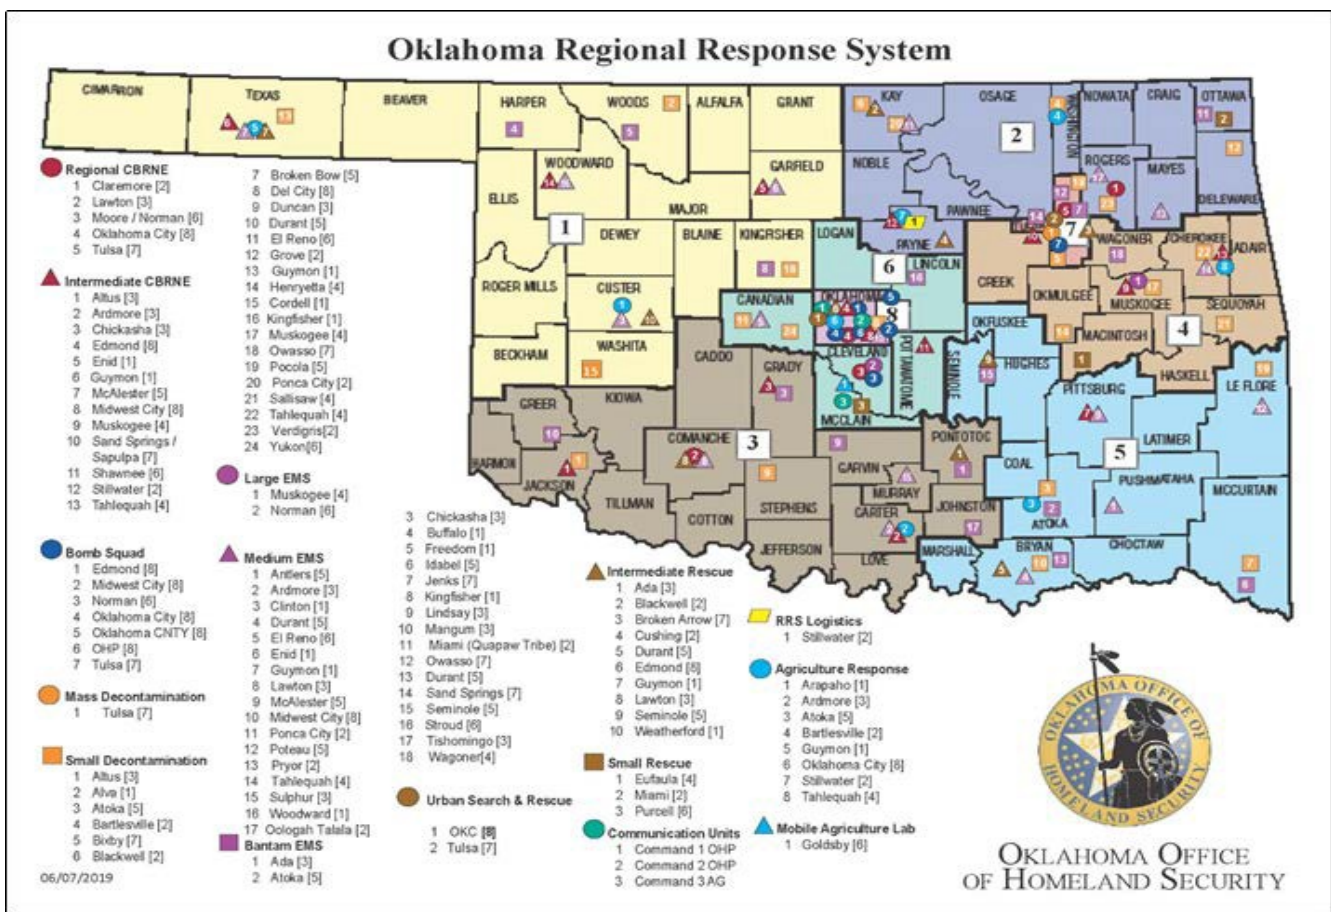 Oklahoma Regional Response System
CIMARRON
TEXAS
BEAVER
HARPER
WOODS
ALFALFA
GRANT
KAY
OSAGE
WASHINGTON
NOWATA
CRAIG
OTTAWA
ELLIS
WOODWARD
MAJOR
GARFIELD
NOBLE
PAWNEE
ROGERS
MAYES
DELEWARE
1
2
ROGER MILLS
DEWEY
BLAINE
KINGFISHER
LOGAN
PAYNE
LINCOLN
CREEK
7
WAGONER
CHEROKEE
ADAIR
CUSTER
CANADIAN
OKLAHOMA
6
8
OKFUSKEE
OKMULGEE
MUSKOGEE
SEQUOYAH
MACINTOSH
4
HASKELL
BECKHAM
WASHITA
CADDO
GRADY
CLEVELAND
MCCLAIN
POTTAWATOMIE
SEMINOLE
HUGHES
PITTSBURG
LATIMER
LE FLORE
GREER
KIOWA
HARMON
JACKSON
COMANCHE
3
TILLMAN
COTTON
STEPHENS
JEFFERSON
GARVIN
MURRAY
CARTER
LOVE
PONTOTOC
JOHNSTON
MARSHALL
COAL
ATOKA
BRYAN
5
PUSHMATAHA
CHOCTAW
MCCURTAIN
Regional CBRNE
1 Claremore [2]
2 Lawton [3]
3 Moore / Norman [6]
4 Oklahoma City [8]
5 Tulsa [7]
Intermediate CBRNE
1 Altus [3]
2 Ardmore [3]
3 Chickasha [3]
4 Edmond [8]
5 Enid [1]
6 Guymon [1]
7 McAlester [5]
8 Midwest City [8]
9 Muskogee [4]
10 Sand Springs /
Sapulpa [7]
11 Shawnee [6]
12 Stillwater [2]
13 Tahlequah [4]
Bomb Squad
1 Edmond [8]
2 Midwest City [8]
3 Norman [6]
4 Oklahoma City [8]
5 Oklahoma CNTY [8]
6 OHP [8]
7 Tulsa [7]
Mass Decontamination
1 Tulsa [7]
Small Decontamination
1 Altus [3]
2 Alva [1]
3 Atoka [5]
4 Bartlesville [2]
5 Bixby [7]
6 Blackwell [2]
7 Broken Bow [5]
8 Del City [8]
9 Duncan [3]
10 Durant [5]
11 El Reno [6]
12 Grove [2]
13 Guymon [1]
14 Henryetta [4]
15 Cordell [1]
16 Kingfisher [1]
17 Muskogee [4]
18 Owasso [7]
19 Pocola [5]
20 Ponca City [2]
21 Sallisaw [4]
22 Tahlequah [4]
23 Verdigris[2]
24 Yukon[6]
Large EMS
1 Muskogee [4]
2 Norman [6]
Medium EMS
1 Antlers [5]
2 Ardmore [3]
3 Clinton [1]
4 Durant [5]
5 El Reno [6]
6 Enid [1]
7 Guymon [1]
8 Lawton [3]
9 McAlester [5]
10 Midwest City [8]
11 Ponca City [2]
12 Poteau [5]
13 Pryor [2]
14 Tahlequah [4]
15 Sulphur [3]
16 Woodward [1]
17 Oologah Talala [2]
Bantam EMS
1 Ada [3]
2 Atoka [5]
3 Chickasha [3]
4 Buffalo [1]
5 Freedom [1]
6 Idabel [5]
7 Jenks [7]
8 Kingfisher [1]
9 Lindsay [3]
10 Mangum [3]
11 Miami (Quapaw Tribe) [2]
12 Owasso [7]
13 Durant [5]
14 Sand Springs [7]
15 Seminole [5]
16 Stroud [6]
17 Tishomingo [3]
18 Wagoner[4]
Urban Search & Rescue
1 OKC [8]
2 Tulsa [7]
Intermediate Rescue
1 Ada [3]
2 Blackwell [2]
3 Broken Arrow [7]
4 Cushing [2]
5 Durant [5]
6 Edmond [8]
7 Guymon [1]
8 Lawton [3]
9 Seminole [5]
10 Weatherford [1]
Small Rescue
1 Eufaula [4]
2 Miami [2]
3 Purcell [6]
Communication Units
1 Command 1 OHP
2 Command 2 OHP
3 Command 3 AG
RRS Logistics
1 Stillwater [2]
Agriculture Response
1 Arapaho [1]
2 Ardmore [3]
3 Atoka [5]
4 Bartlesville [2]
5 Guymon [1]
6 Oklahoma City [8]
7 Stillwater [2]
8 Tahlequah [4]
Mobile Agriculture Lab
1 Goldsby [6]
OKLAHOMA OFFICE OF
HOMELAND SECURITY
OKLAHOMA OFFICE
OF HOMELAND SECURITY
06/07/2019